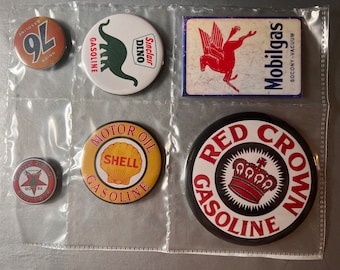 76
Sinclair
DINO
GASOLINE
Mobilgas
SOCONY-VACUUM
MOTOR OIL
SHELL
GASOLINE
RED CROWN
GASOLINE